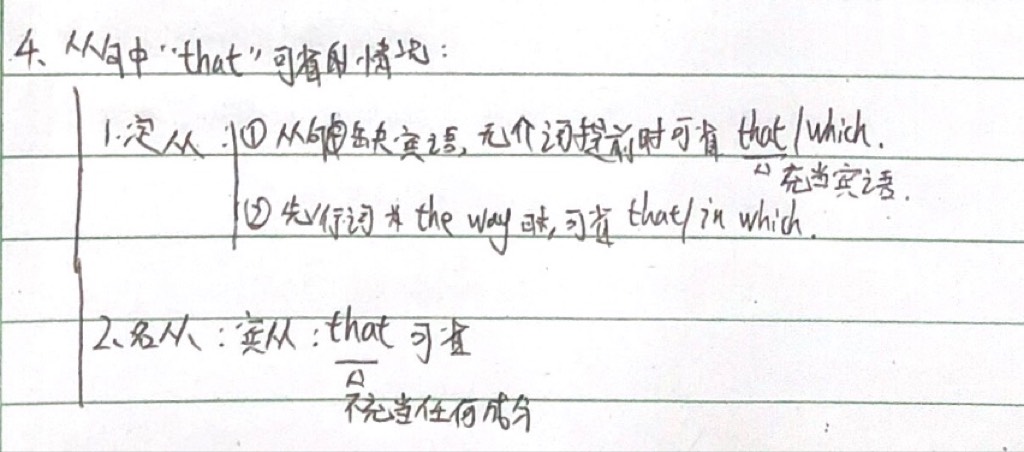 4、从句中“that”可省的情况：
1.定从：① 从句中缺宾语，无介词提前时可省 that/which.
充当宾语.
② 先行词为 the way 时，可省 that/in which.
2、名从：宾从：that 可省
不充当任何成分